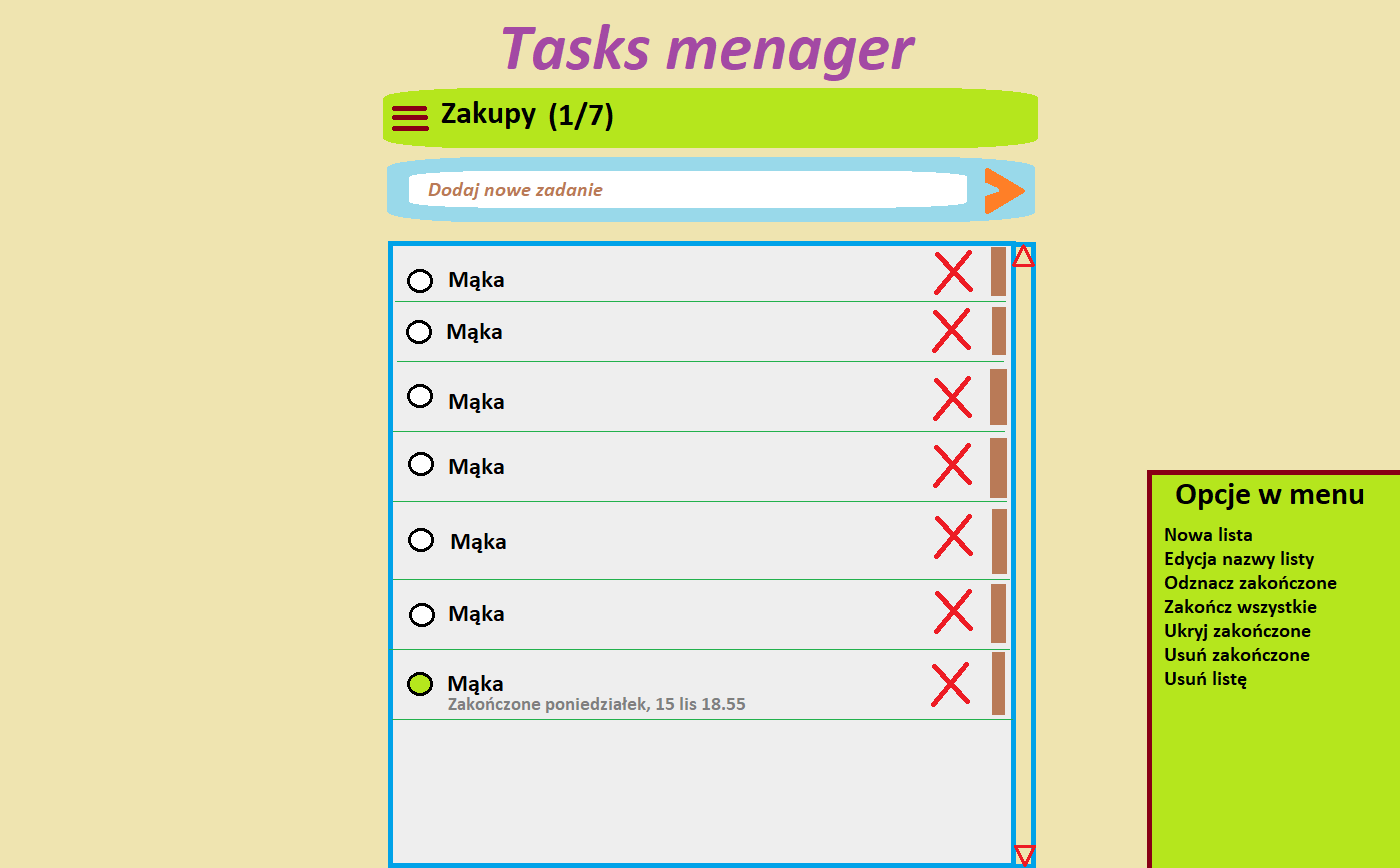 Tasks menager
Zakupy (1/7)
Dodaj nowe zadanie
Mąka
Mąka
Mąka
Mąka
Mąka
Mąka
Mąka
Zakończone poniedziałek, 15 lis 18.55
Opcje w menu
Nowa lista
Edycja nazwy listy
Odznacz zakończone
Zakończ wszystkie
Ukryj zakończone
Usuń zakończone
Usuń listę